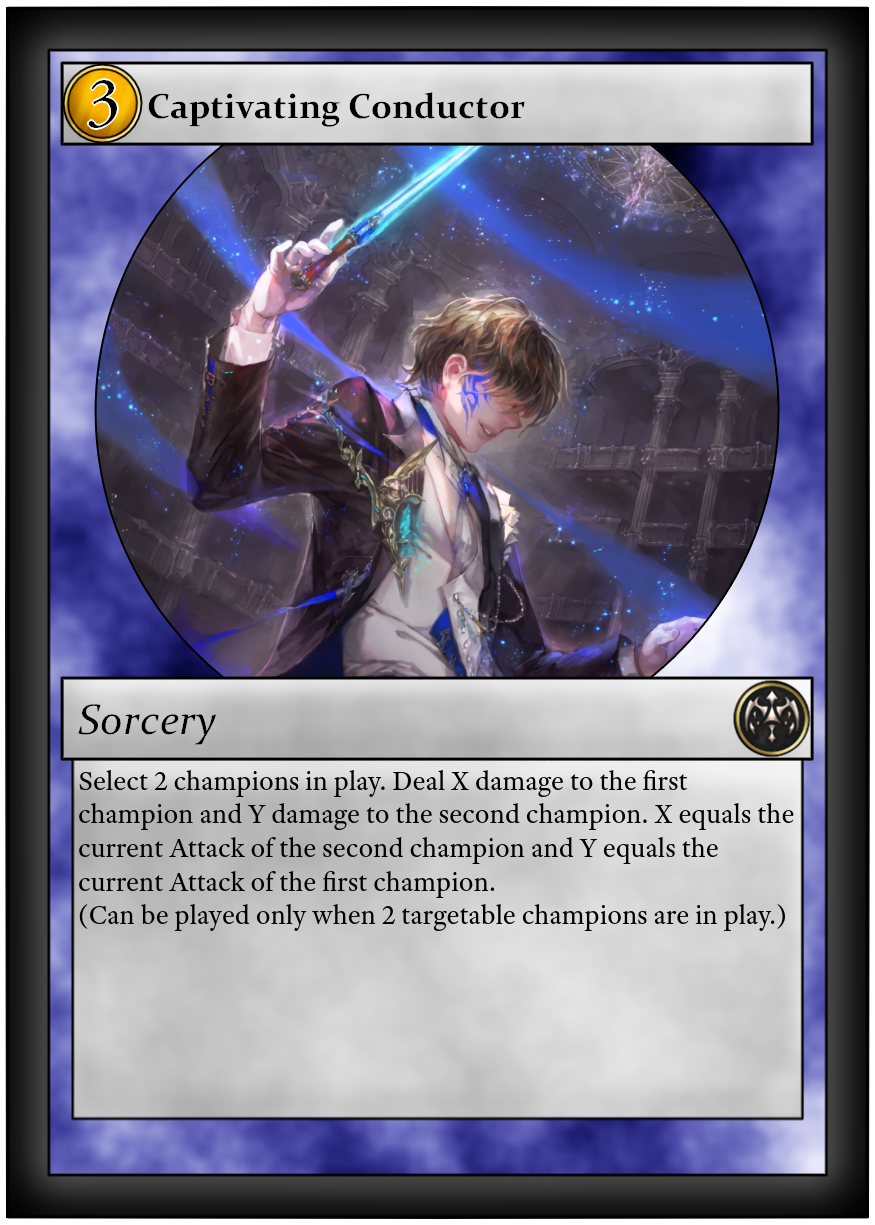 3
Captivating Conductor
Sorcery
Select 2 champions in play. Deal X damage to the first
champion and Y damage to the second champion. X equals the
current Attack of the second champion and Y equals the
current Attack of the first champion.
(Can be played only when 2 targetable champions are in play.)